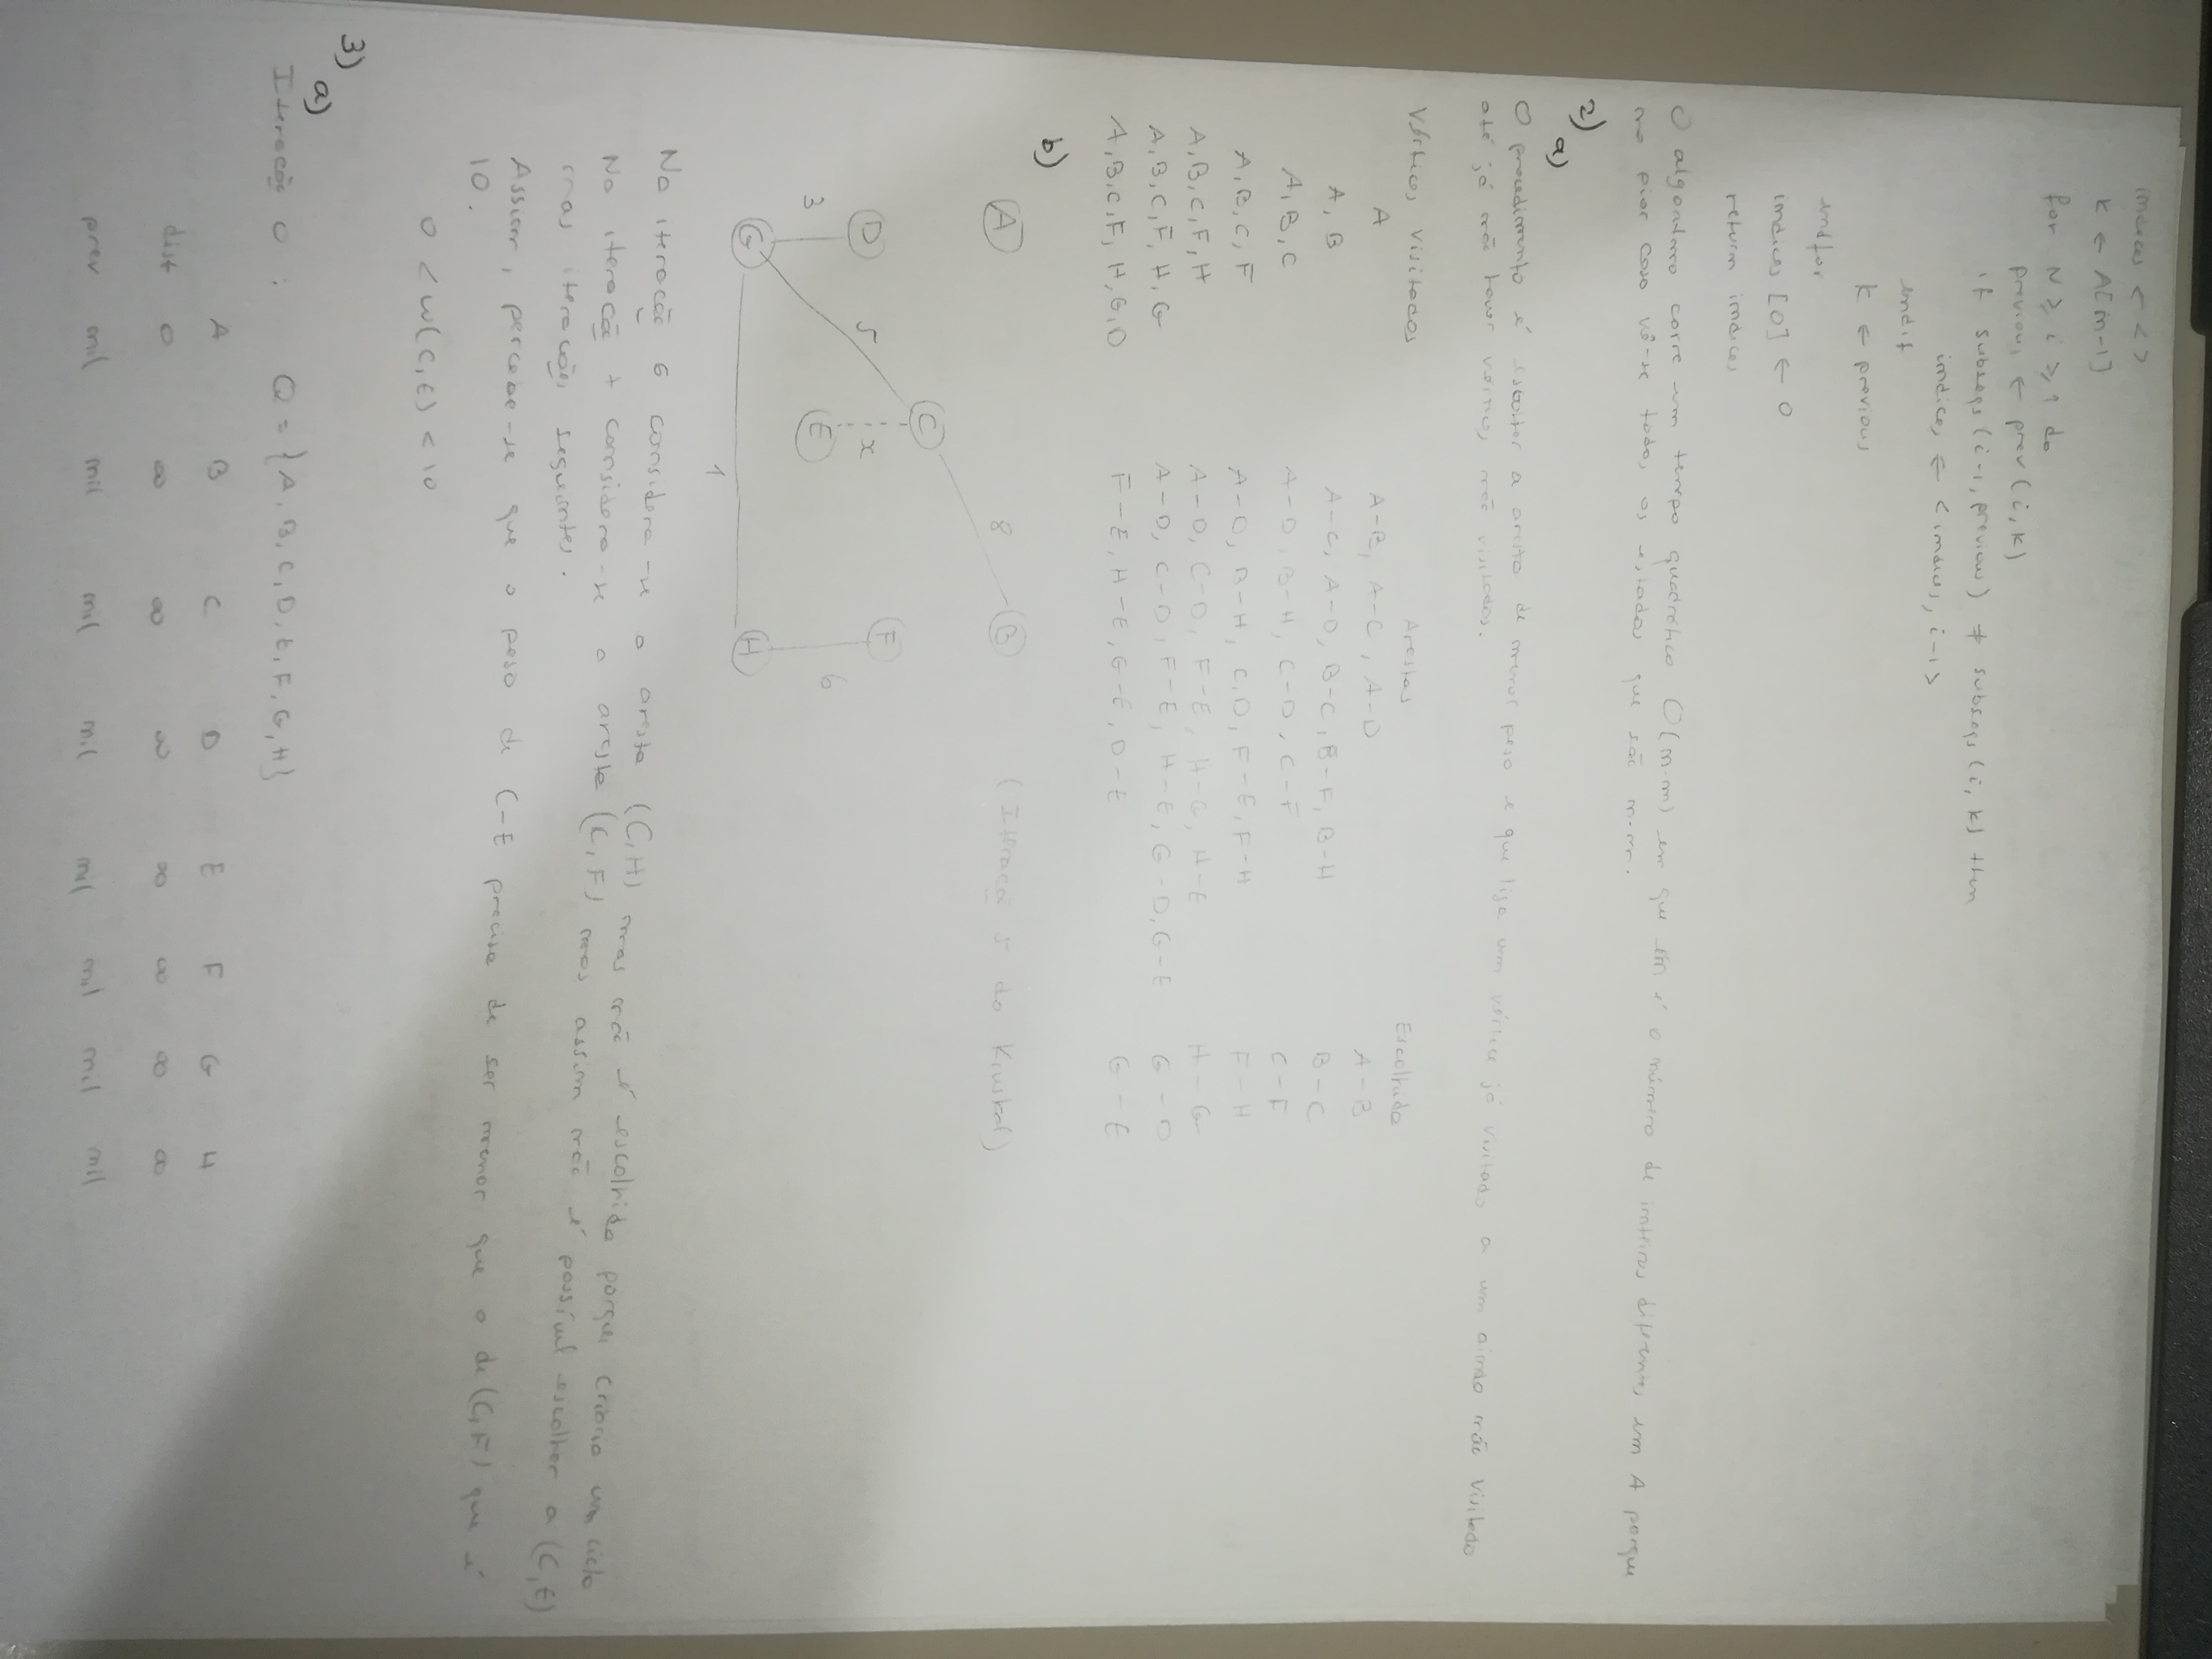 indices ← < >
k ← A[n-1]
for N ≥ i ≥ 1 do
previous ← prev(i, k)
if subseqs(i-1, previous) ≠ subseqs(i, k) then
indices ← <indices, i-1>
endif
k ← previous
endfor
indices [0] ← 0
return indices
O algoritmo corre em tempo quadrático O(n·m) em que m é o número de inteiros diferentes em A porque
no pior caso vê-se todos os estados que são n·m.
2)
a)
O procedimento é escolher a aresta de menor peso e que liga um vértice já visitado a um ainda não visitado
até já não haver vértices não visitados.
Vértices visitados Arestas Escolhida
A A-B, A-C, A-D A-B
A, B A-C, A-D, B-C, B-F, B-H B-C
A, B, C A-D, B-H, C-D, C-F C-F
A, B, C, F A-D, B-H, C,D, F-E, F-H F-H
A, B, C, F, H A-D, C-D, F-E, H-G, H-E H-G
A, B, C, F, H, G A-D, C-D, F-E, H-E, G-D, G-E G-D
A, B, C, F, H, G, D F-E, H-E, G-E, D-E G-E
b)
A 8 B (Iteração 5 do Kruskal)
C
D 5 x F
3 E 6
G H
1
Na iteração 6 considera-se a aresta (C,H) mas não é escolhida porque criaria um ciclo
Na iteração 7 considera-se a aresta (C,F) mas assim não é possível escolher a (C,E)
nas iterações seguintes.
Assim, percebe-se que o peso de C-E precisa de ser menor que o de (C,F) que é
10.
0 < w(C,E) < 10
3)
a)
Iteração 0 : Q = {A, B, C, D, E, F, G, H}
A B C D E F G H
dist 0 ∞ ∞ ∞ ∞ ∞ ∞ ∞
prev nil nil nil nil nil nil nil nil